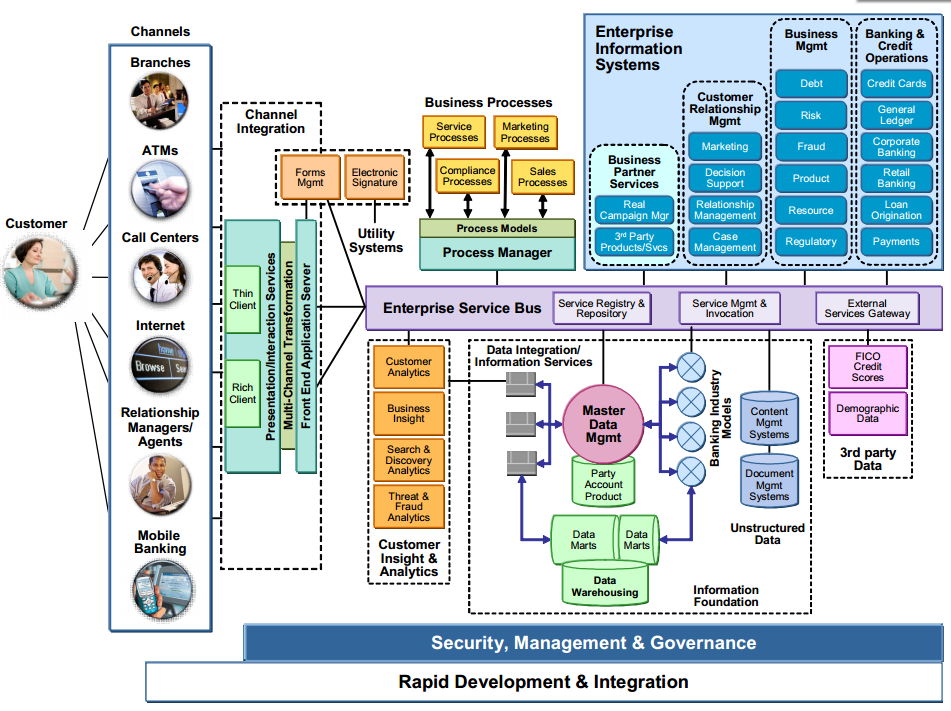 Channels
Branches
ATMs
Call Centers
Internet
home
Browse
Relationship
Managers/
Agents
Mobile
Banking
Customer
Channel
Integration
Thin
Client
Rich
Client
Presentation/Interaction Services
Multi-Channel Transformation
Front End Application Server
Forms
Mgmt
Electronic
Signature
Utility
Systems
Business Processes
Service
Processes
Marketing
Processes
Compliance
Processes
Sales
Processes
Process Models
Process Manager
Enterprise
Information
Systems
Business
Partner
Services
Real
Campaign Mgr
3rd Party
Products/Svcs
Customer
Relationship
Mgmt
Marketing
Decision
Support
Relationship
Management
Case
Management
Business
Mgmt
Debt
Risk
Fraud
Product
Resource
Regulatory
Banking &
Credit
Operations
Credit Cards
General
Ledger
Corporate
Banking
Retail
Banking
Loan
Origination
Payments
Enterprise Service Bus
Service Registry &
Repository
Service Mgmt &
Invocation
External
Services Gateway
Customer
Analytics
Business
Insight
Search &
Discovery
Analytics
Threat &
Fraud
Analytics
Customer
Insight &
Analytics
Data Integration/
Information Services
Master
Data
Mgmt
Party
Account
Product
Banking Industry
Models
Data
Marts
Data
Marts
Data
Warehousing
Content
Mgmt
Systems
Document
Mgmt
Systems
Unstructured
Data
Information
Foundation
FICO
Credit
Scores
Demographic
Data
3rd party
Data
Security, Management & Governance
Rapid Development & Integration